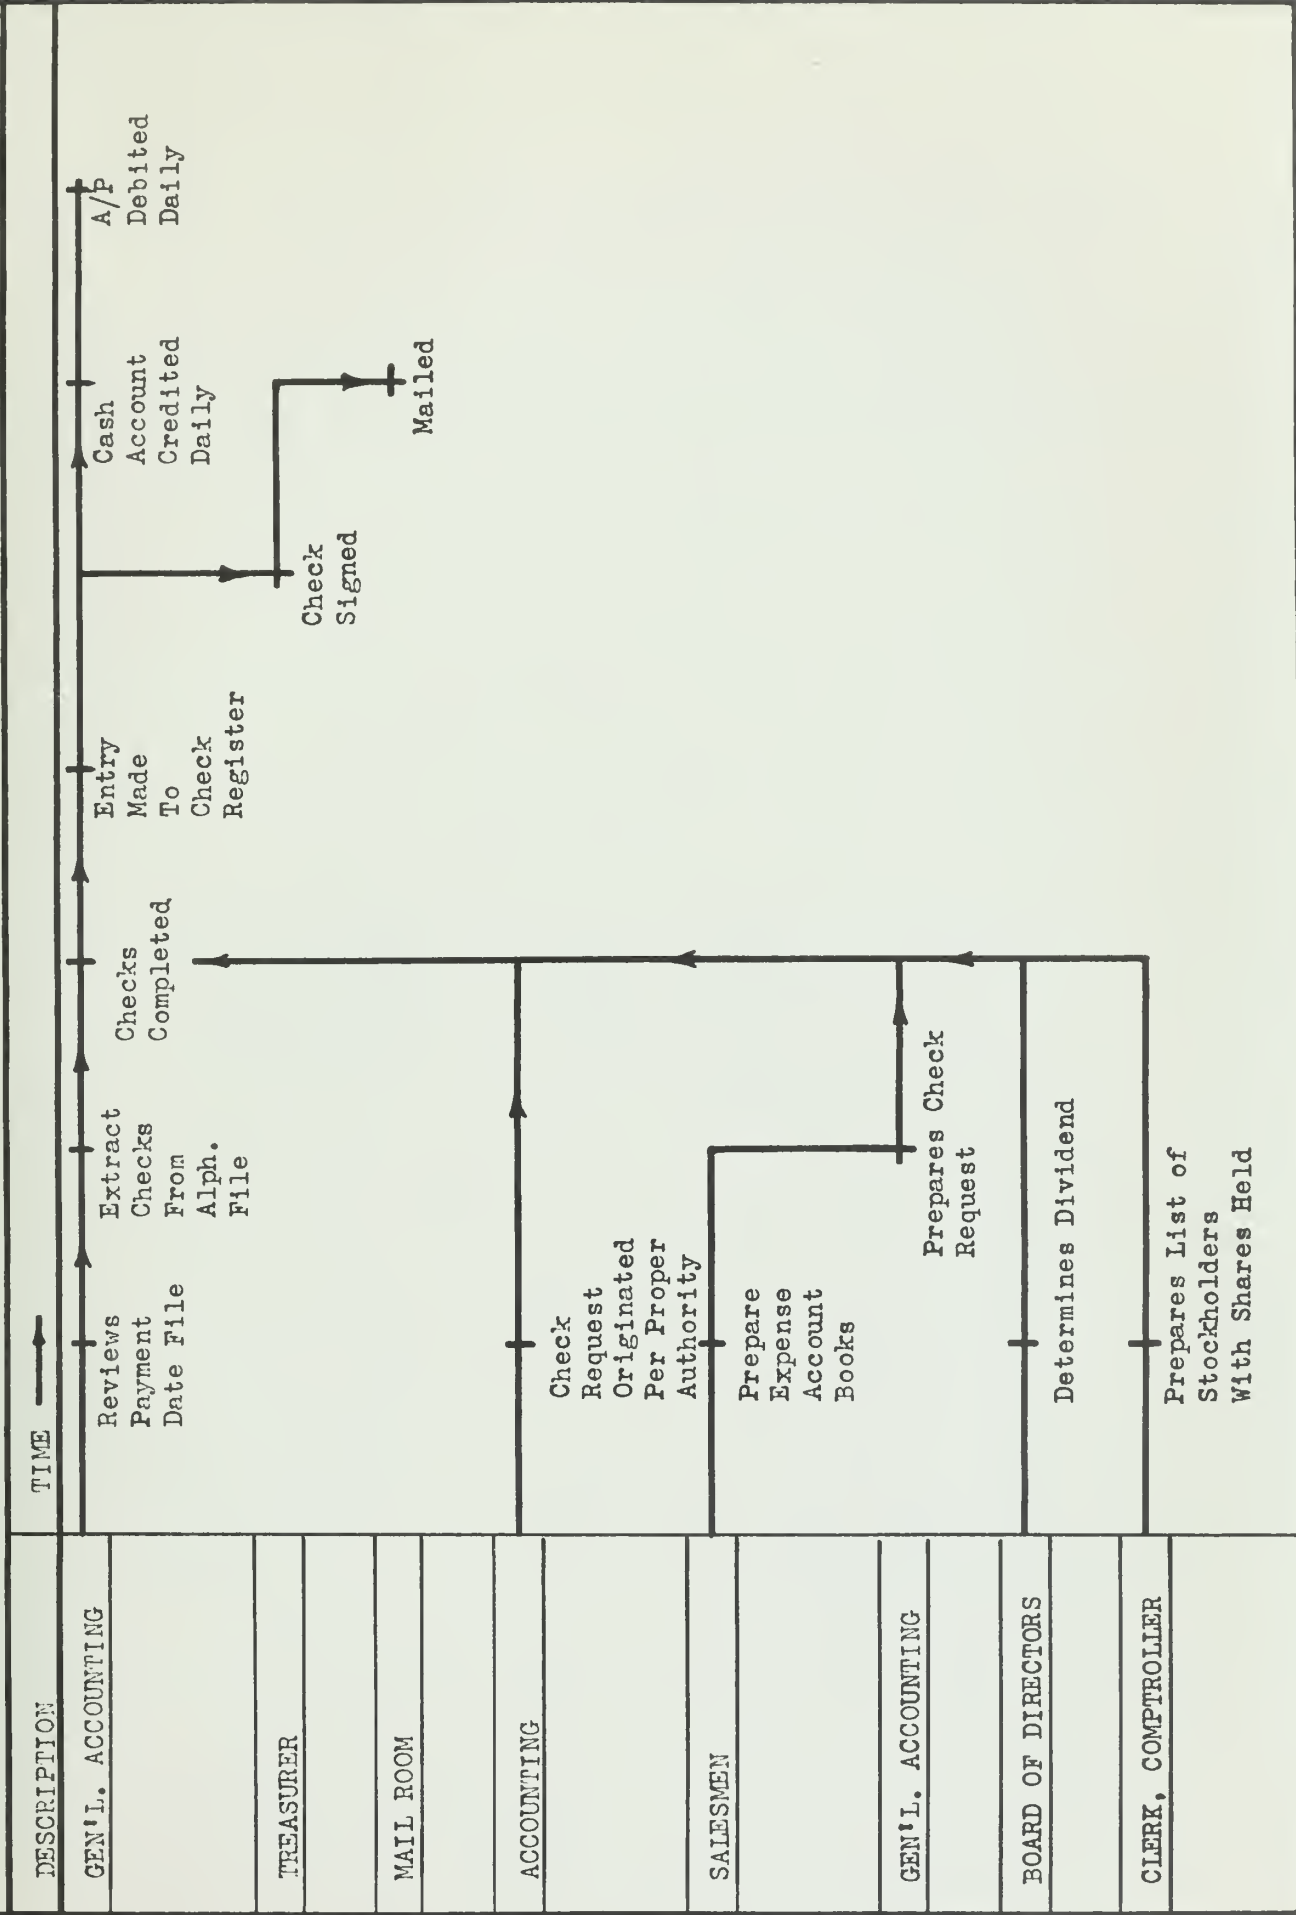 DESCRIPTION
TIME
GEN'L. ACCOUNTING
Reviews
Payment
Date File
Extract
Checks
From
Alph.
File
Checks
Completed
Entry
Made
To
Check
Register
Cash
Account
Credited
Daily
A/P
Debited
Daily
TREASURER
Check
Signed
MAIL ROOM
Mailed
ACCOUNTING
Check
Request
Originated
Per Proper
Authority
SALESMEN
Prepare
Expense
Account
Books
GEN'L. ACCOUNTING
Prepares Check
Request
BOARD OF DIRECTORS
Determines Dividend
CLERK, COMPTROLLER
Prepares List of
Stockholders
With Shares Held